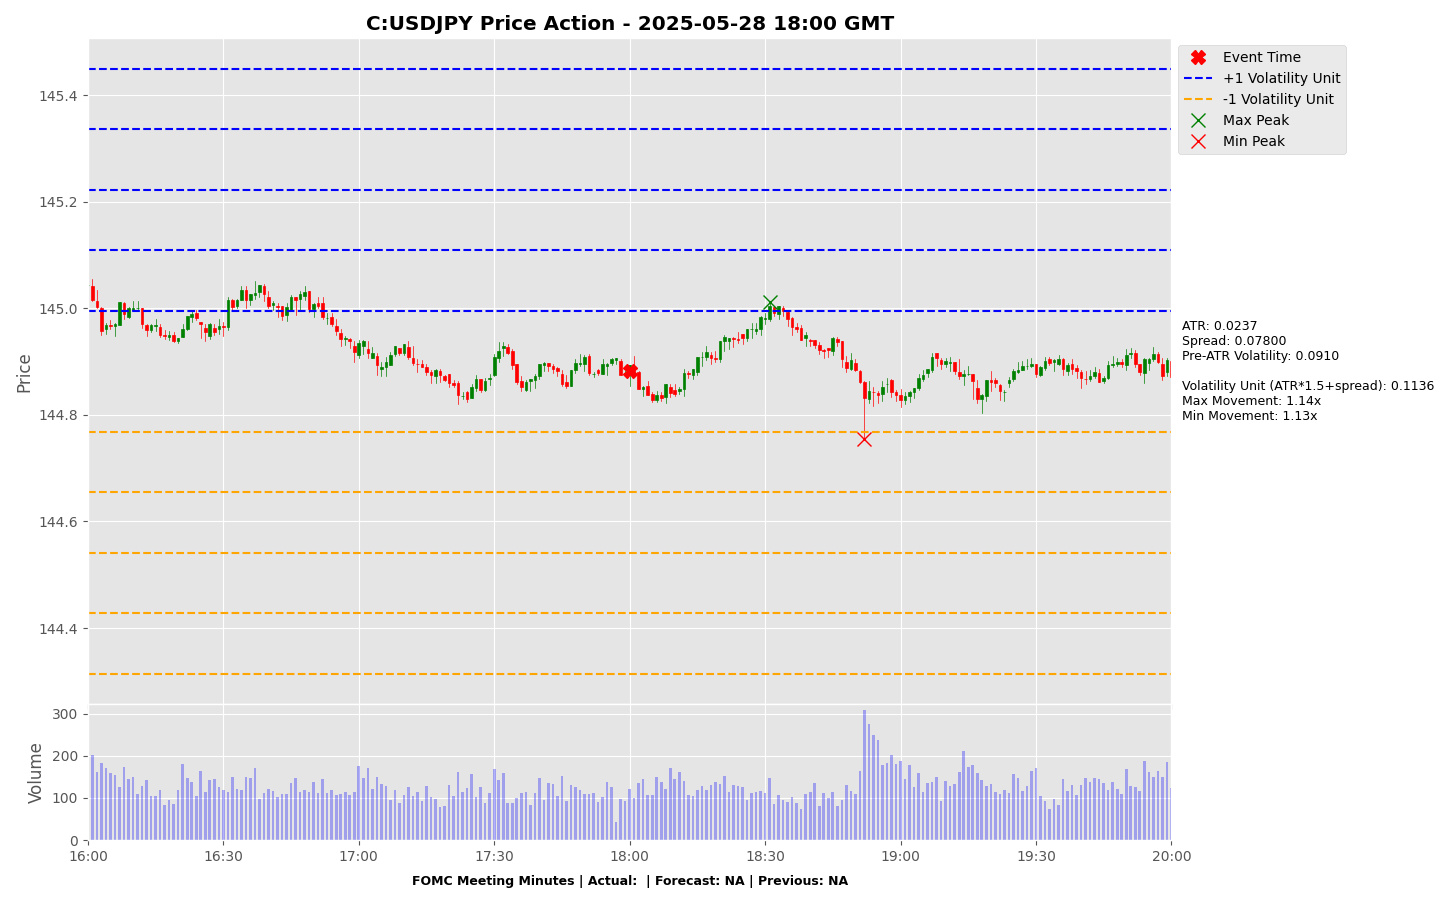 C:USDJPY Price Action - 2025-05-28 18:00 GMT
Event Time
+1 Volatility Unit
-1 Volatility Unit
Max Peak
Min Peak
Price
145.4
145.2
145.0
144.8
144.6
144.4
ATR: 0.0237
Spread: 0.07800
Pre-ATR Volatility: 0.0910
Volatility Unit (ATR*1.5+spread): 0.1136
Max Movement: 1.14x
Min Movement: 1.13x
Volume
300
200
100
0
16:00 16:30 17:00 17:30 18:00 18:30 19:00 19:30 20:00
FOMC Meeting Minutes | Actual:  | Forecast: NA | Previous: NA